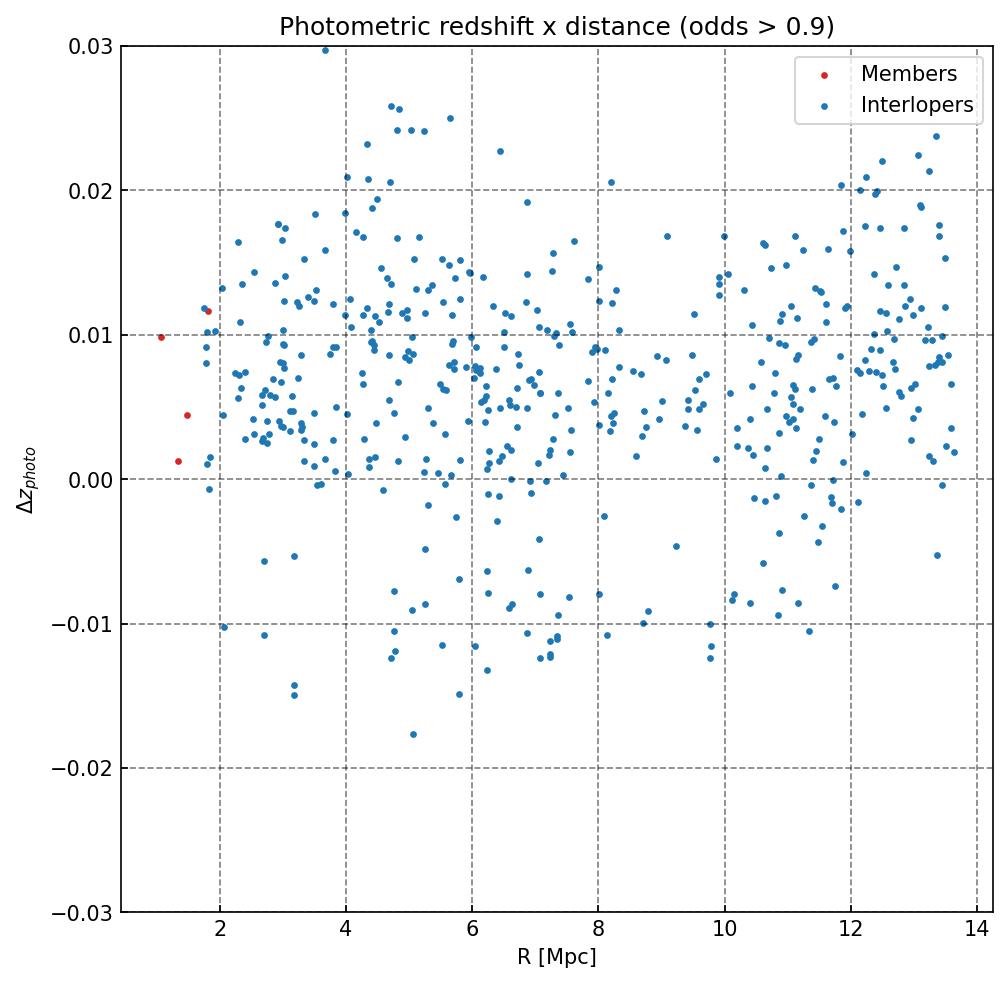 Photometric redshift x distance (odds > 0.9)
Members
Interlopers
0.03
0.02
0.01
0.00
−0.01
−0.02
−0.03
Δz_photo
2 4 6 8 10 12 14
R [Mpc]